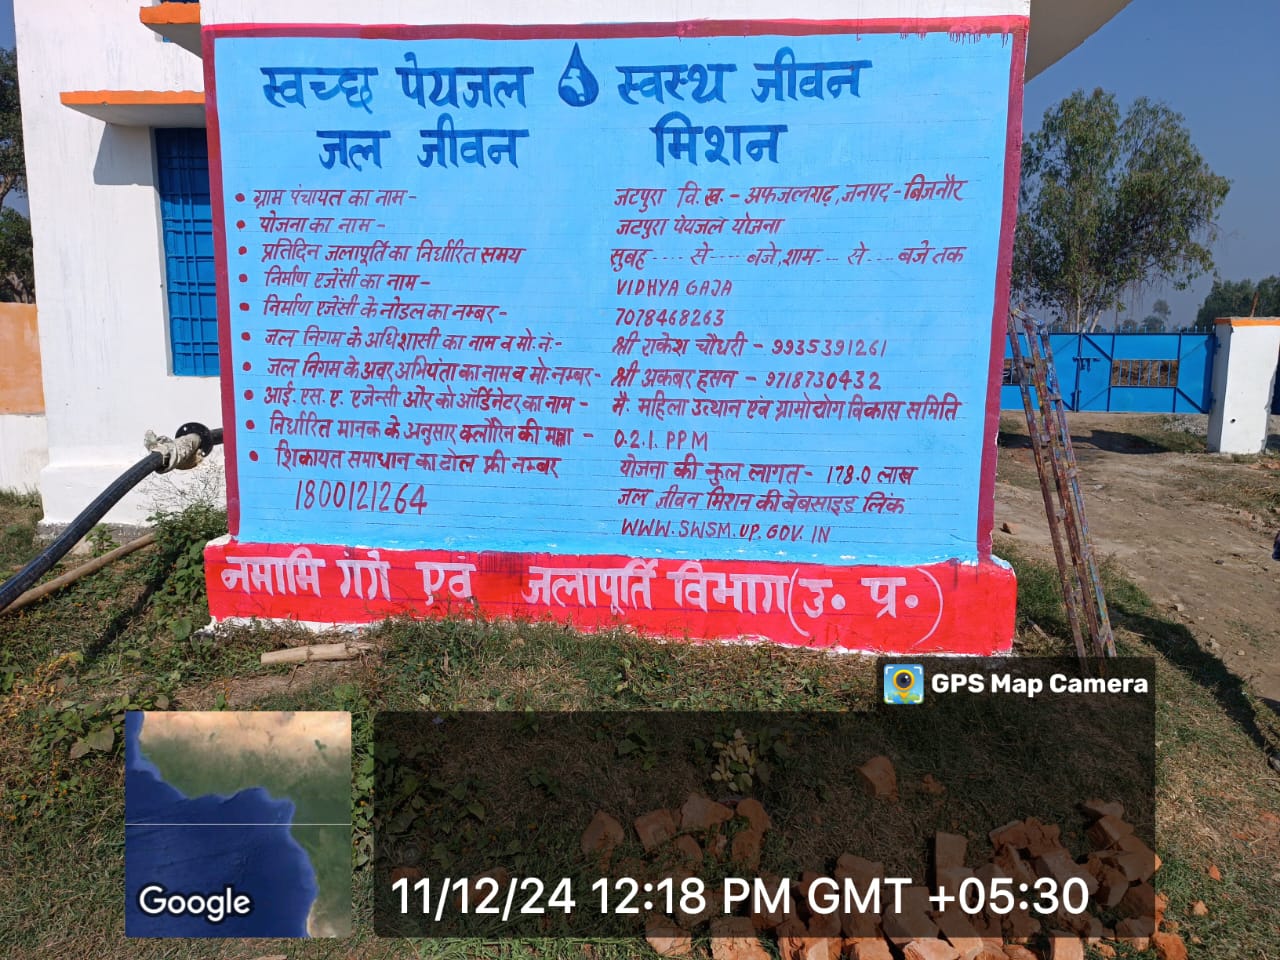 स्वच्छ पेयजल स्वस्थ जीवन
जल जीवन मिशन
• ग्राम पंचायत का नाम - जटपुरा वि.ख. - अफजलगढ़, जनपद - बिजनौर
• योजना का नाम - जटपुरा पेयजल योजना
• प्रतिदिन जलापूर्ति का निर्धारित समय सुबह ---- से ---- बजे, शाम ---- से ---- बजे तक
• निर्माण एजेंसी का नाम - VIDHYA GAJA
• निर्माण एजेंसी के नोडल का नम्बर - 7078468263
• जल निगम के अधिशासी का नाम व मो. नं:- श्री राकेश चौधरी - 9935391261
• जल निगम के अवर अभियंता का नाम व मो. नम्बर - श्री अकबर हसन - 9718730432
• आई. एस. ए. एजेन्सी और को ऑर्डिनेटर का नाम - मै. महिला उत्थान एंव ग्रामोद्योग विकास समिति
• निर्धारित मानक के अनुसार क्लौरिन की मात्रा - 0.2.1. PPM
• शिकायत समाधान का टोल फ्री नम्बर योजना की कुल लागत - 178.0 लाख
1800121264 जल जीवन मिशन की बेबसाइड लिंक
WWW.SWSM.UP.GOV.IN
नमामि गंगे एवं जलापूर्ति विभाग (उ. प्र.)
GPS Map Camera
Google
11/12/24 12:18 PM GMT +05:30